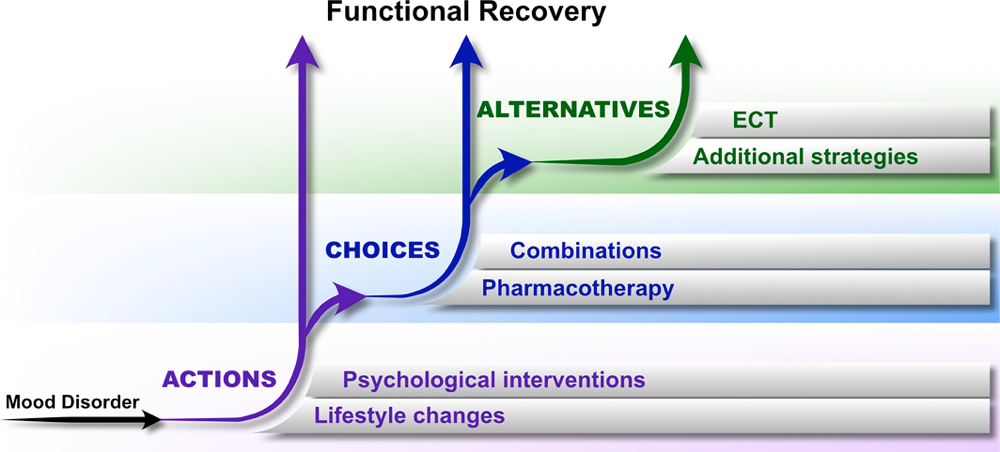 Functional Recovery
ALTERNATIVES
ECT
Additional strategies
CHOICES
Combinations
Pharmacotherapy
ACTIONS
Psychological interventions
Mood Disorder
Lifestyle changes